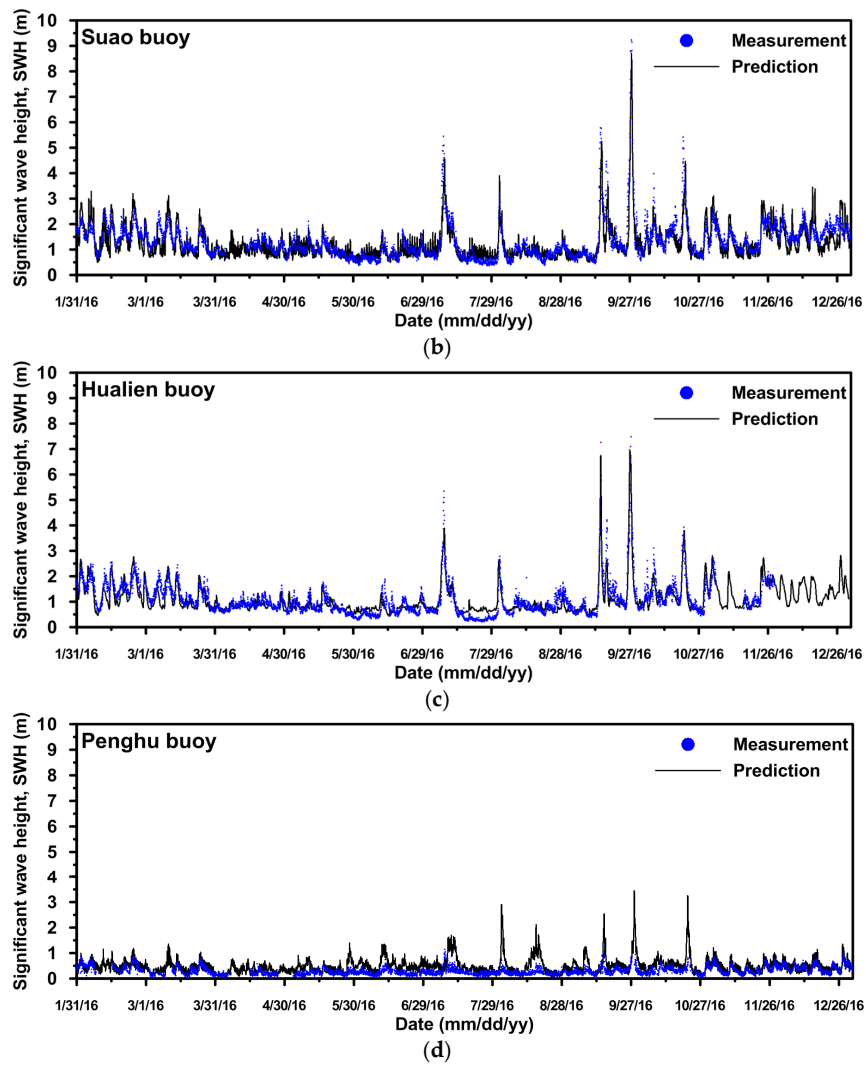 Suao buoy
Measurement
Prediction
Significant wave height, SWH (m)
10
9
8
7
6
5
4
3
2
1
0
1/31/16 3/1/16 3/31/16 4/30/16 5/30/16 6/29/16 7/29/16 8/28/16 9/27/16 10/27/16 11/26/16 12/26/16
Date (mm/dd/yy)
(b)
Hualien buoy
Measurement
Prediction
Significant wave height, SWH (m)
10
9
8
7
6
5
4
3
2
1
0
1/31/16 3/1/16 3/31/16 4/30/16 5/30/16 6/29/16 7/29/16 8/28/16 9/27/16 10/27/16 11/26/16 12/26/16
Date (mm/dd/yy)
(c)
Penghu buoy
Measurement
Prediction
Significant wave height, SWH (m)
10
9
8
7
6
5
4
3
2
1
0
1/31/16 3/1/16 3/31/16 4/30/16 5/30/16 6/29/16 7/29/16 8/28/16 9/27/16 10/27/16 11/26/16 12/26/16
Date (mm/dd/yy)
(d)